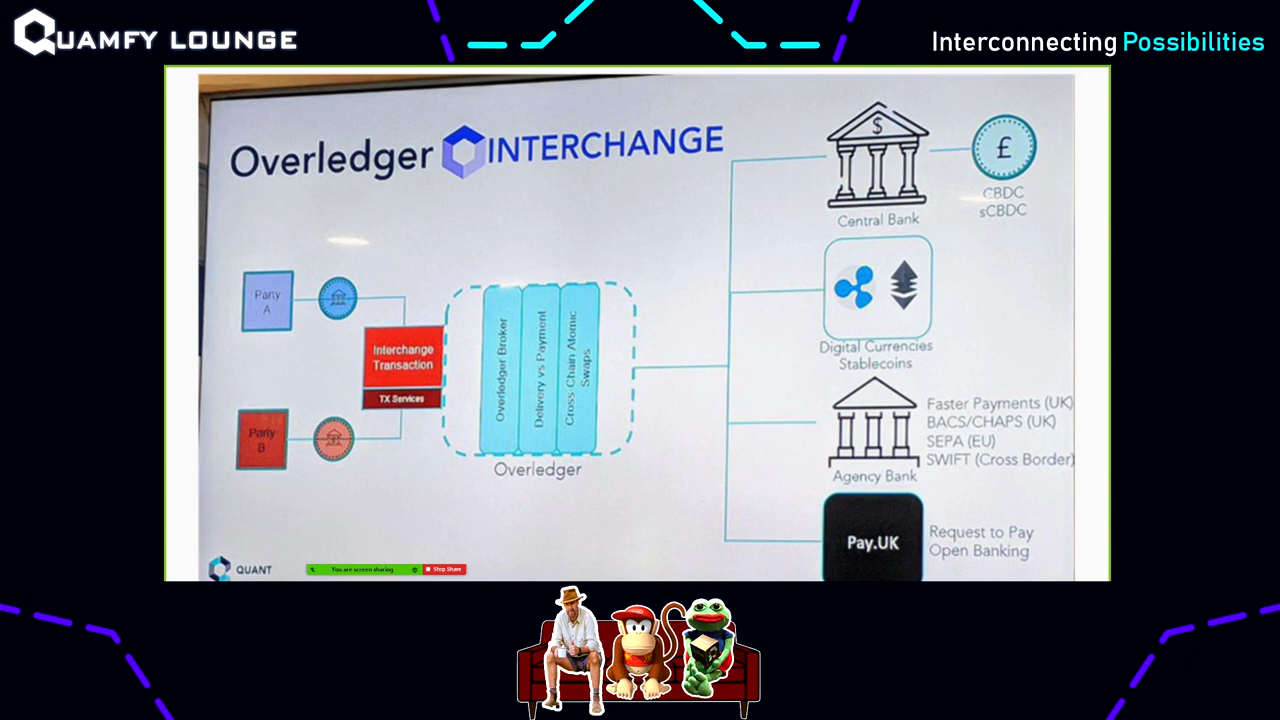 QUAMFY LOUNGE
Interconnecting Possibilities
Overledger INTERCHANGE
$
£
CBDC
sCBDC
Central Bank
Party
A
Interchange
Transaction
TX Services
Party
B
Overledger Broker
Delivery vs Payment
Cross Chain Atomic
Swaps
Overledger
Digital Currencies
Stablecoins
Faster Payments (UK)
BACS/CHAPS (UK)
SEPA (EU)
SWIFT (Cross Border)
Agency Bank
Pay.UK
Request to Pay
Open Banking
QUANT
You are screen sharing
Stop Share